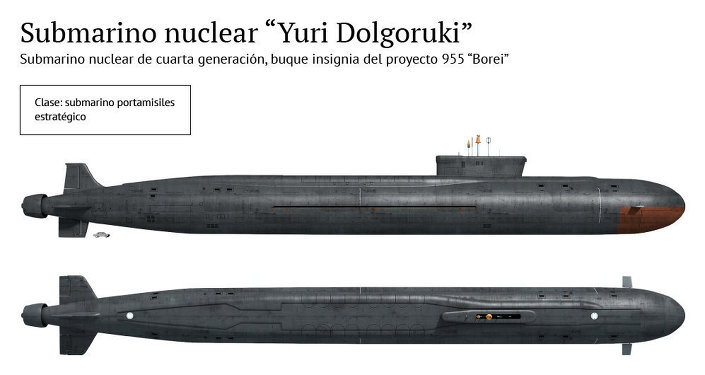 Submarino nuclear “Yuri Dolgoruki”
Submarino nuclear de cuarta generación, buque insignia del proyecto 955 “Borei”
Clase: submarino portamisiles
estratégico